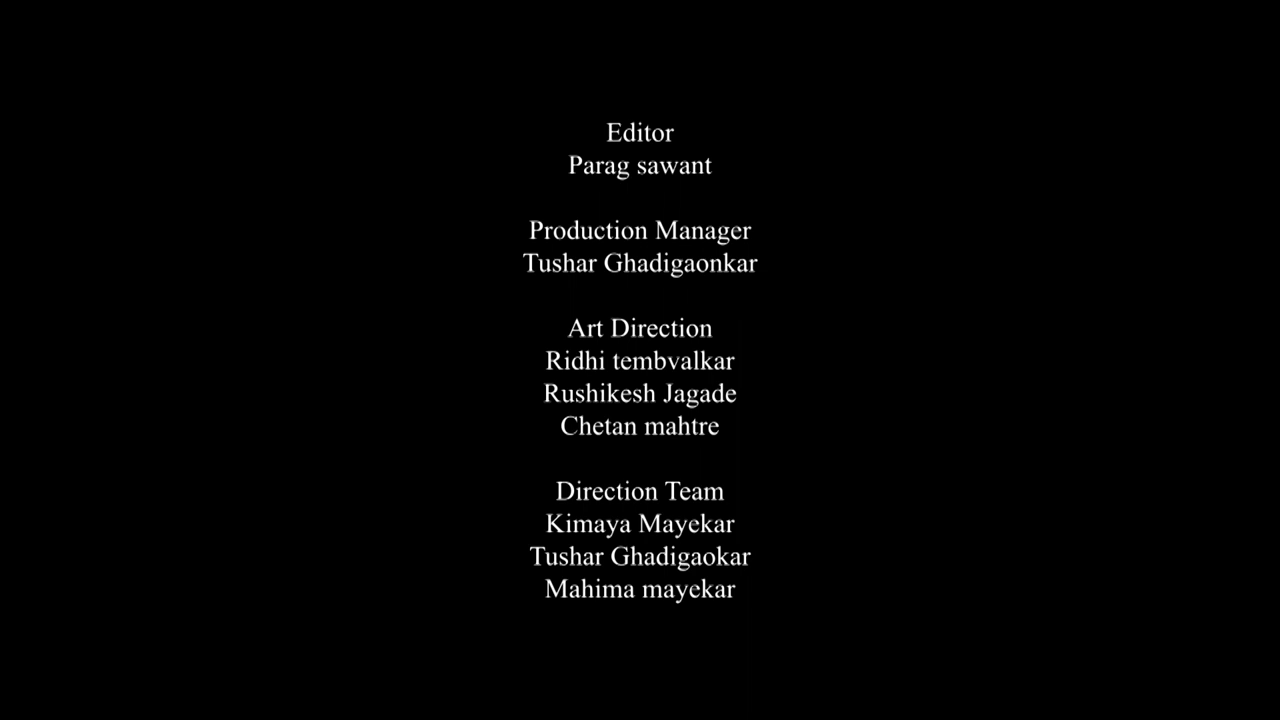 Editor
Parag sawant
Production Manager
Tushar Ghadigaonkar
Art Direction
Ridhi tembvalkar
Rushikesh Jagade
Chetan mahtre
Direction Team
Kimaya Mayekar
Tushar Ghadigaokar
Mahima mayekar